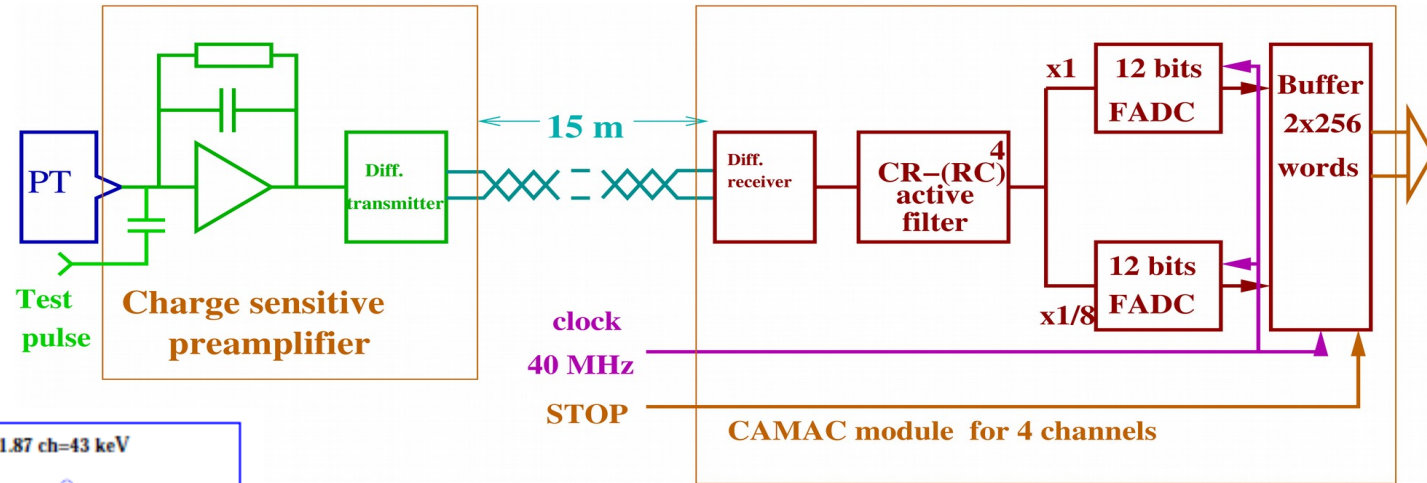 PT
Test
pulse
Charge sensitive
preamplifier
Diff.
transmitter
15 m
Diff.
receiver
CR–(RC)4
active
filter
x1
12 bits
FADC
x1/8
12 bits
FADC
Buffer
2x256
words
clock
40 MHz
STOP
CAMAC module for 4 channels
1.87 ch=43 keV